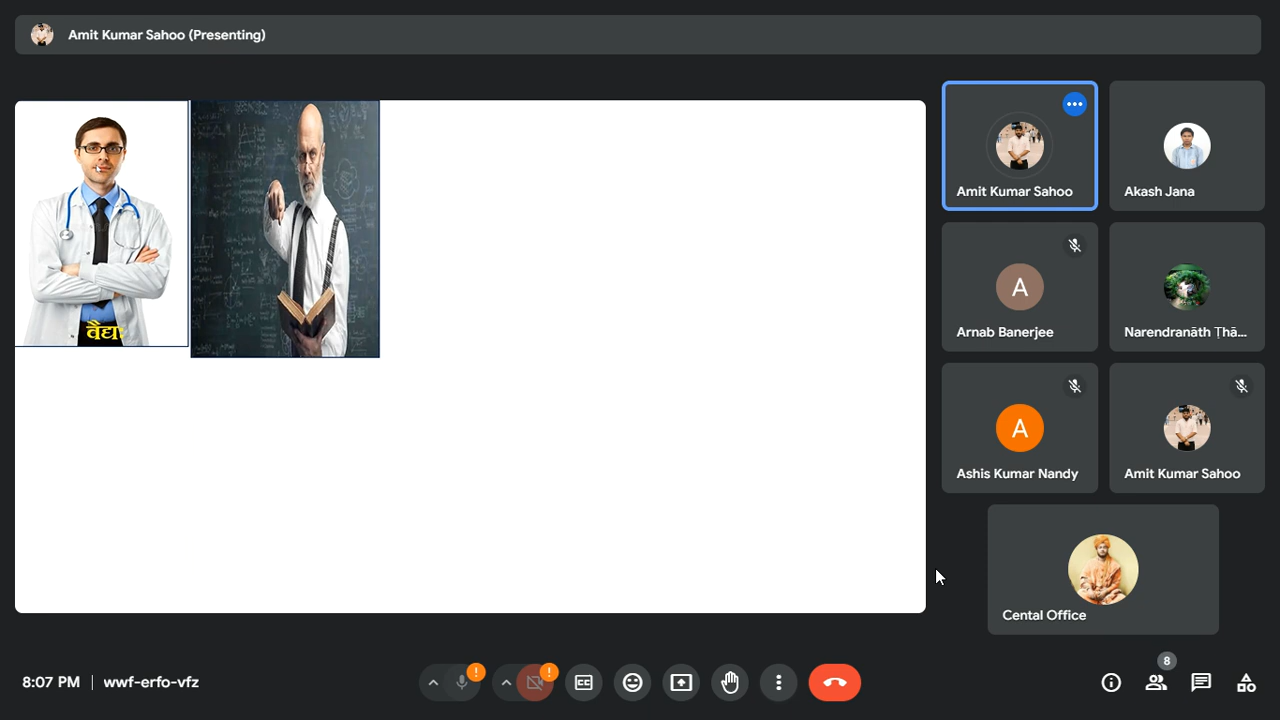 Amit Kumar Sahoo (Presenting)
वैद्यः
Amit Kumar Sahoo
Akash Jana
A
Arnab Banerjee
Narendranāth Ṭhā...
A
Ashis Kumar Nandy
Amit Kumar Sahoo
Cental Office
8:07 PM
wwf-erfo-vfz
8